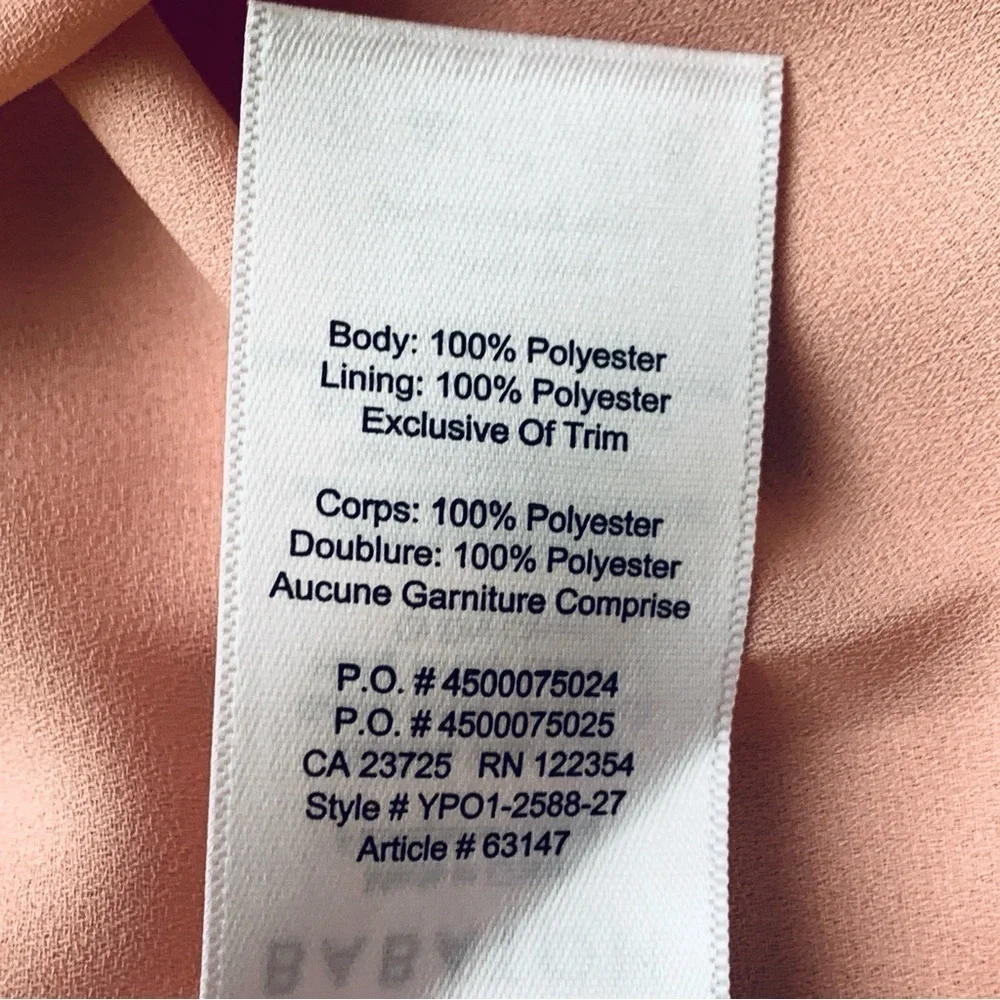 Body: 100% Polyester
Lining: 100% Polyester
Exclusive Of Trim
Corps: 100% Polyester
Doublure: 100% Polyester
Aucune Garniture Comprise
P.O. # 4500075024
P.O. # 4500075025
CA 23725 RN 122354
Style # YPO1-2588-27
Article # 63147